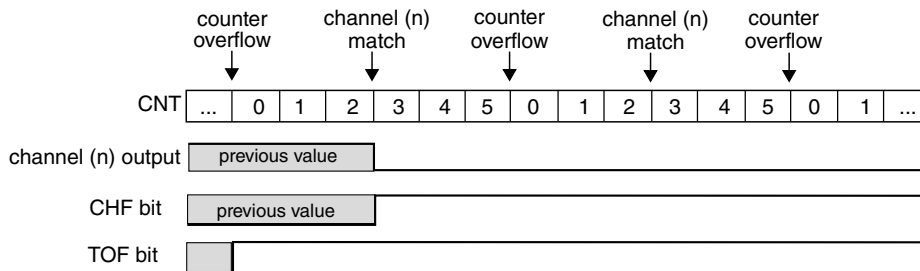 counter overflow
channel (n) match
counter overflow
channel (n) match
counter overflow
CNT ... 0 1 2 3 4 5 0 1 2 3 4 5 0 1 ...
channel (n) output previous value
CHF bit previous value
TOF bit